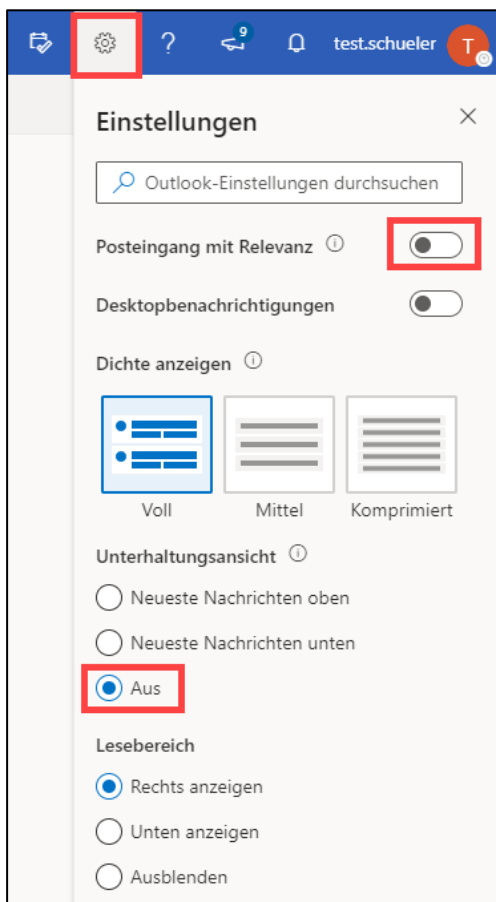 9
test.schueler
T
Einstellungen
Outlook-Einstellungen durchsuchen
Posteingang mit Relevanz
Desktopbenachrichtigungen
Dichte anzeigen
Voll Mittel Komprimiert
Unterhaltungsansicht
Neueste Nachrichten oben
Neueste Nachrichten unten
Aus
Lesebereich
Rechts anzeigen
Unten anzeigen
Ausblenden